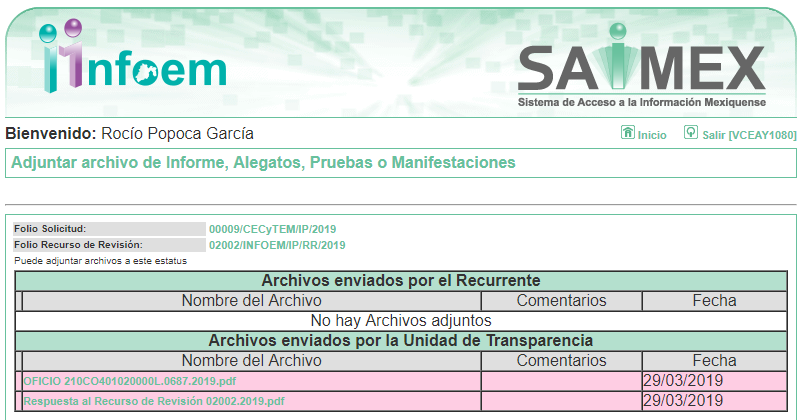 infoem
SAIMEX
Sistema de Acceso a la Información Mexiquense
Bienvenido: Rocío Popoca García
Inicio Salir [VCEAY1080]
Adjuntar archivo de Informe, Alegatos, Pruebas o Manifestaciones
Folio Solicitud: 00009/CECyTEM/IP/2019
Folio Recurso de Revisión: 02002/INFOEM/IP/RR/2019
Puede adjuntar archivos a este estatus
Archivos enviados por el Recurrente
Nombre del Archivo Comentarios Fecha
No hay Archivos adjuntos
Archivos enviados por la Unidad de Transparencia
Nombre del Archivo Comentarios Fecha
OFICIO 210CO401020000L.0687.2019.pdf 29/03/2019
Respuesta al Recurso de Revisión 02002.2019.pdf 29/03/2019